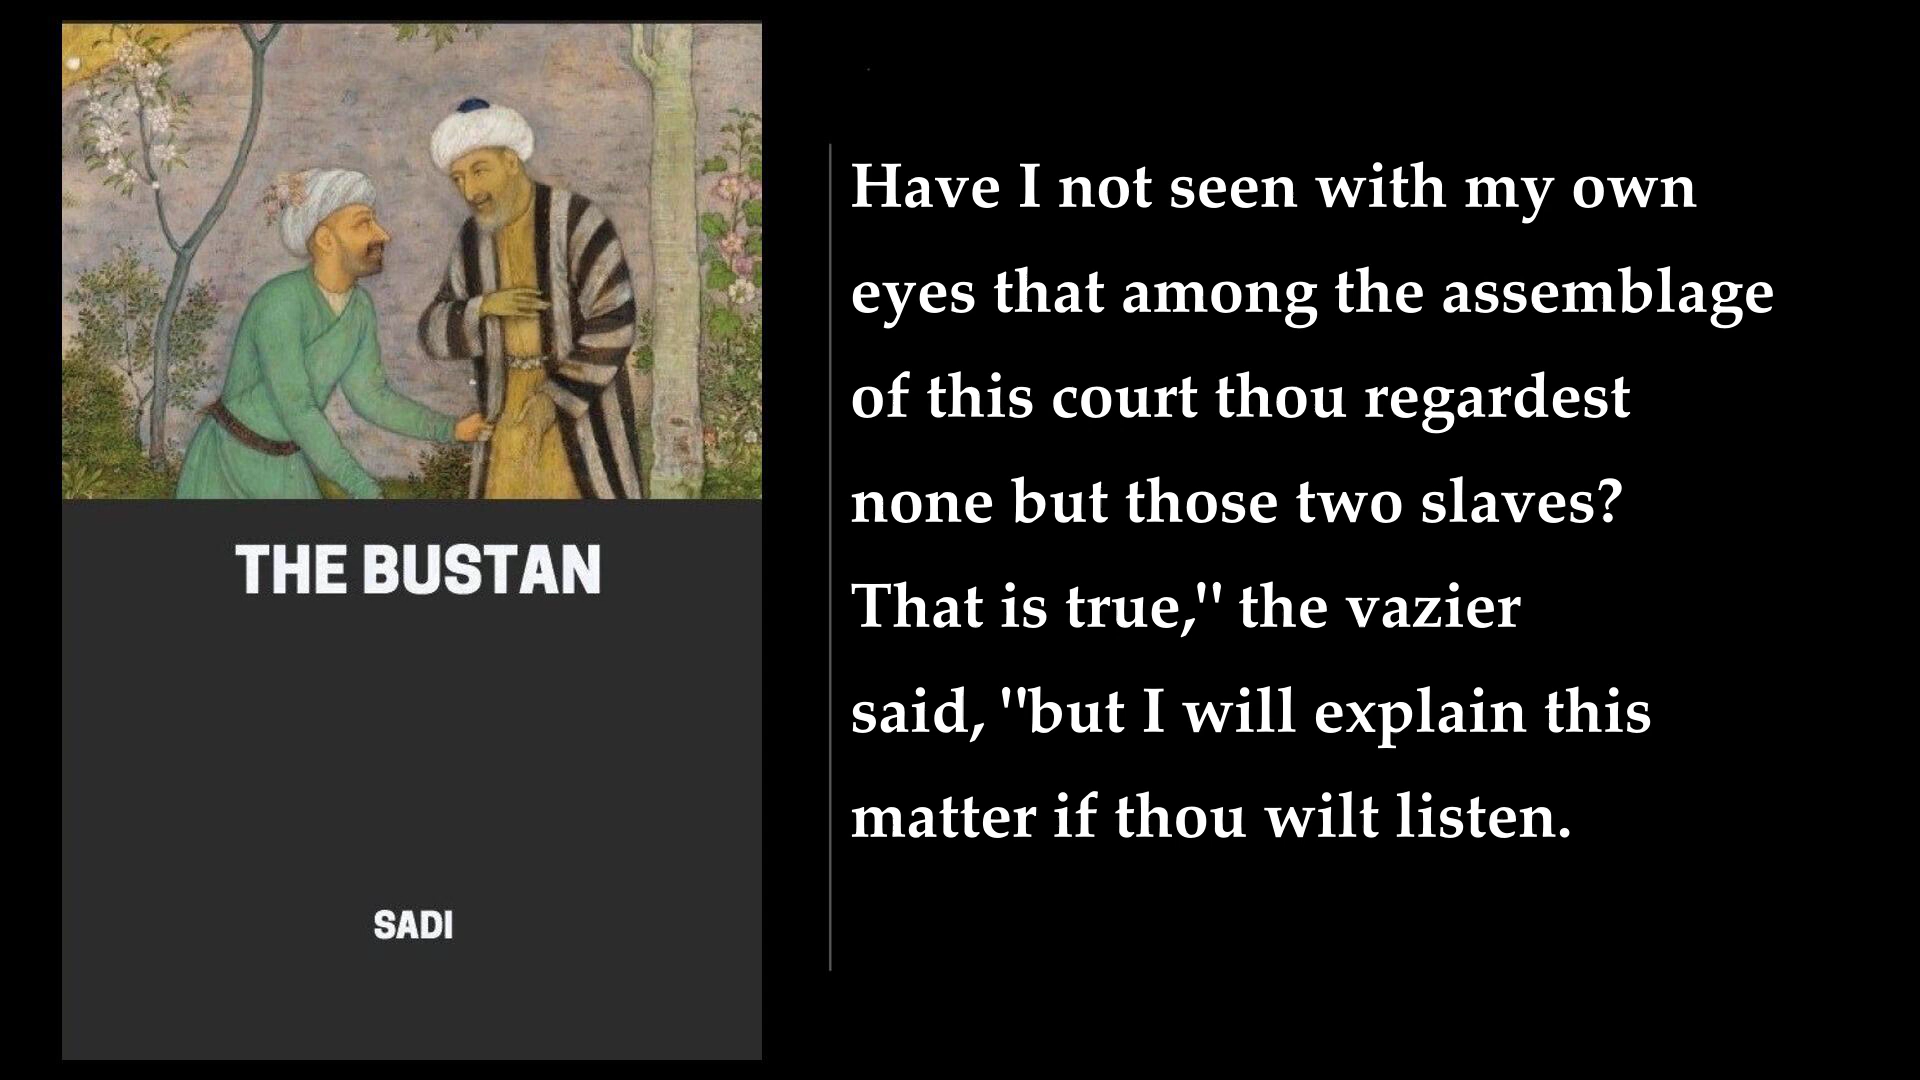 THE BUSTAN
SADI
Have I not seen with my own
eyes that among the assemblage
of this court thou regardest
none but those two slaves?
That is true," the vazier
said, "but I will explain this
matter if thou wilt listen.